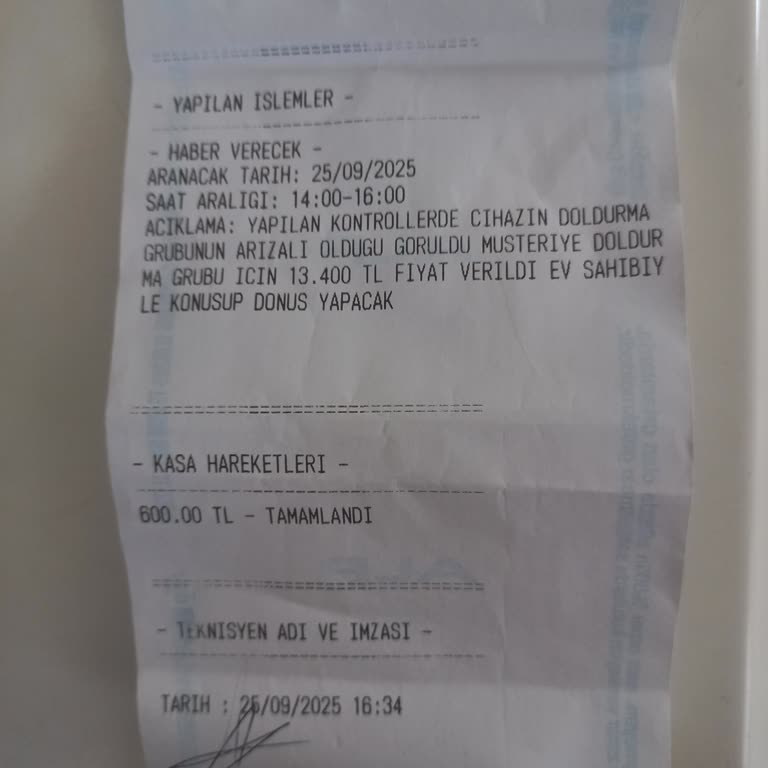 - YAPILAN ISLEMLER -
- HABER VERECEK -
ARANACAK TARIH: 25/09/2025
SAAT ARALIGI: 14:00-16:00
ACIKLAMA: YAPILAN KONTROLLERDE CIHAZIN DOLDURMA
GRUBUNUN ARIZALI OLDUGU GORULDU MUSTERIYE DOLDUR
MA GRUBU ICIN 13.400 TL FIYAT VERILDI EV SAHIBIY
LE KONUSUP DONUS YAPACAK
- KASA HAREKETLERI -
600.00 TL - TAMAMLANDI
- TEKNISYEN ADI VE IMZASI -
TARIH : 25/09/2025 16:34